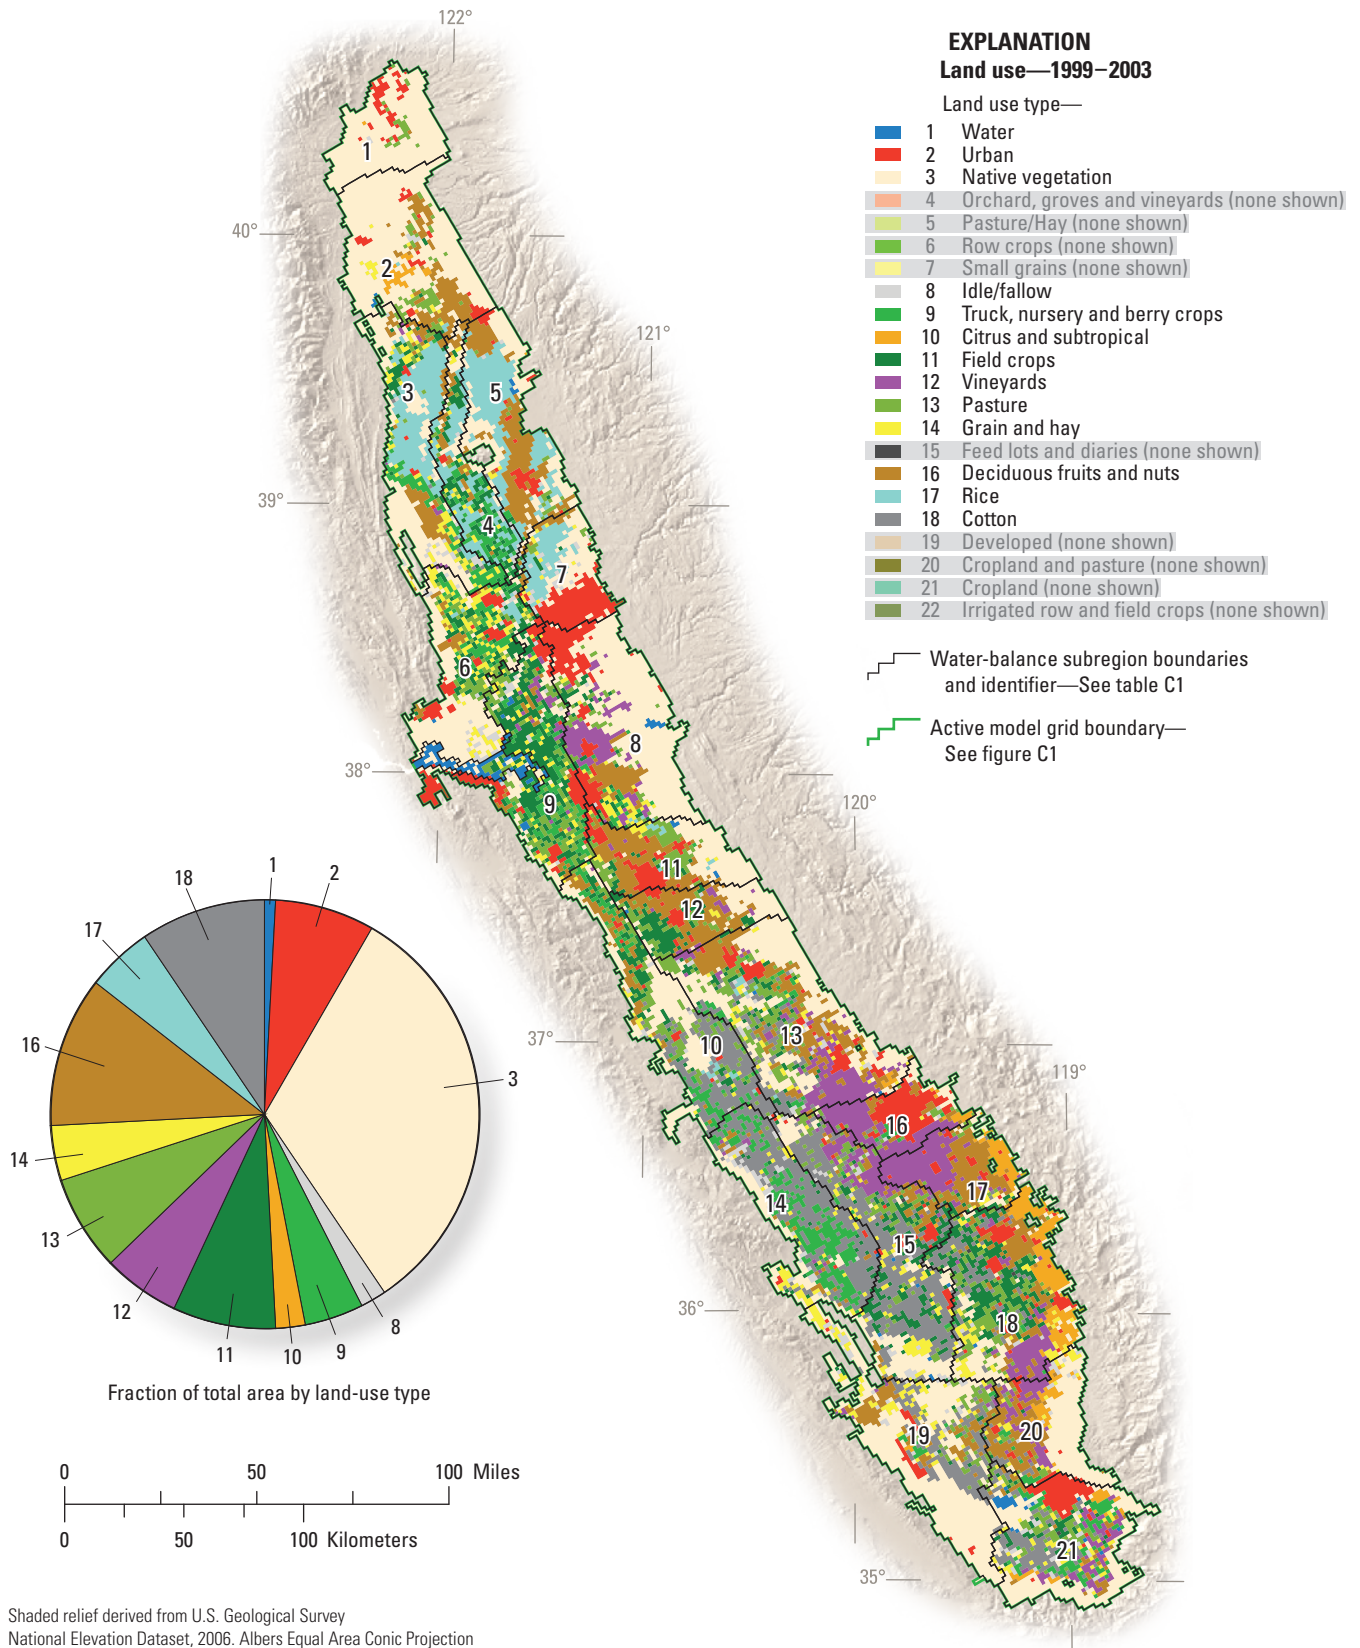 122°
EXPLANATION
Land use—1999–2003
Land use type—
1 Water
2 Urban
3 Native vegetation
4 Orchard, groves and vineyards (none shown)
5 Pasture/Hay (none shown)
6 Row crops (none shown)
7 Small grains (none shown)
8 Idle/fallow
9 Truck, nursery and berry crops
10 Citrus and subtropical
11 Field crops
12 Vineyards
13 Pasture
14 Grain and hay
15 Feed lots and diaries (none shown)
16 Deciduous fruits and nuts
17 Rice
18 Cotton
19 Developed (none shown)
20 Cropland and pasture (none shown)
21 Cropland (none shown)
22 Irrigated row and field crops (none shown)
Water-balance subregion boundaries
and identifier—See table C1
Active model grid boundary—
See figure C1
1
40°
2
121°
3
5
39°
4
7
6
8
38°
9
120°
11
12
37°
10
13
119°
16
17
14
15
36°
18
19
20
35°
21
1
2
18
17
16
3
14
13
12
11
10
9
8
Fraction of total area by land-use type
0 50 100 Miles
0 50 100 Kilometers
Shaded relief derived from U.S. Geological Survey
National Elevation Dataset, 2006. Albers Equal Area Conic Projection